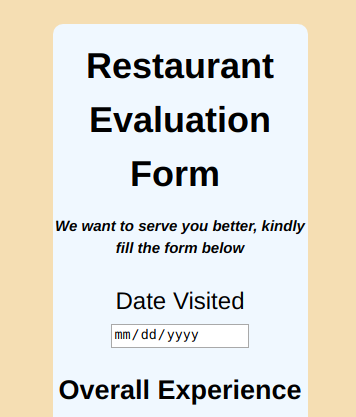 Restaurant
Evaluation
Form
We want to serve you better, kindly
fill the form below
Date Visited
mm/dd/yyyy
Overall Experience